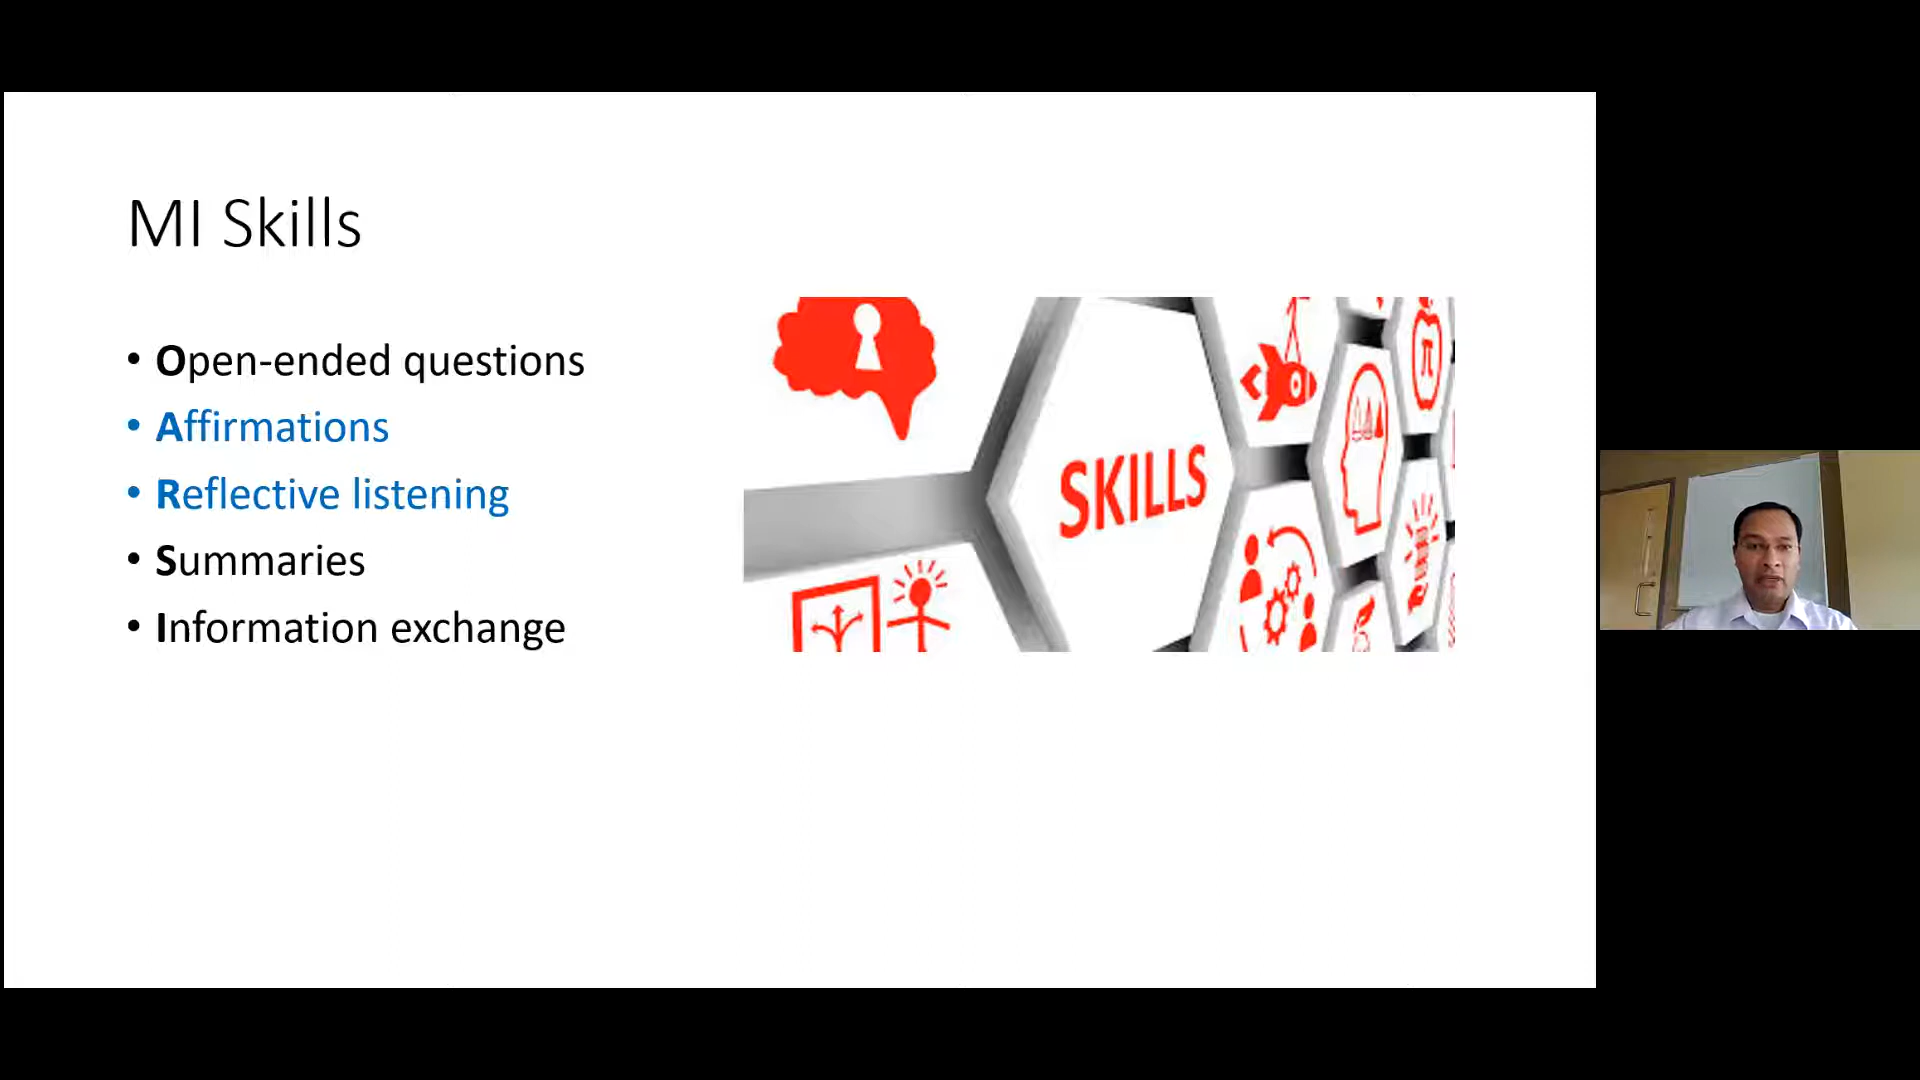 MI Skills
• Open-ended questions
• Affirmations
• Reflective listening
• Summaries
• Information exchange
SKILLS
π